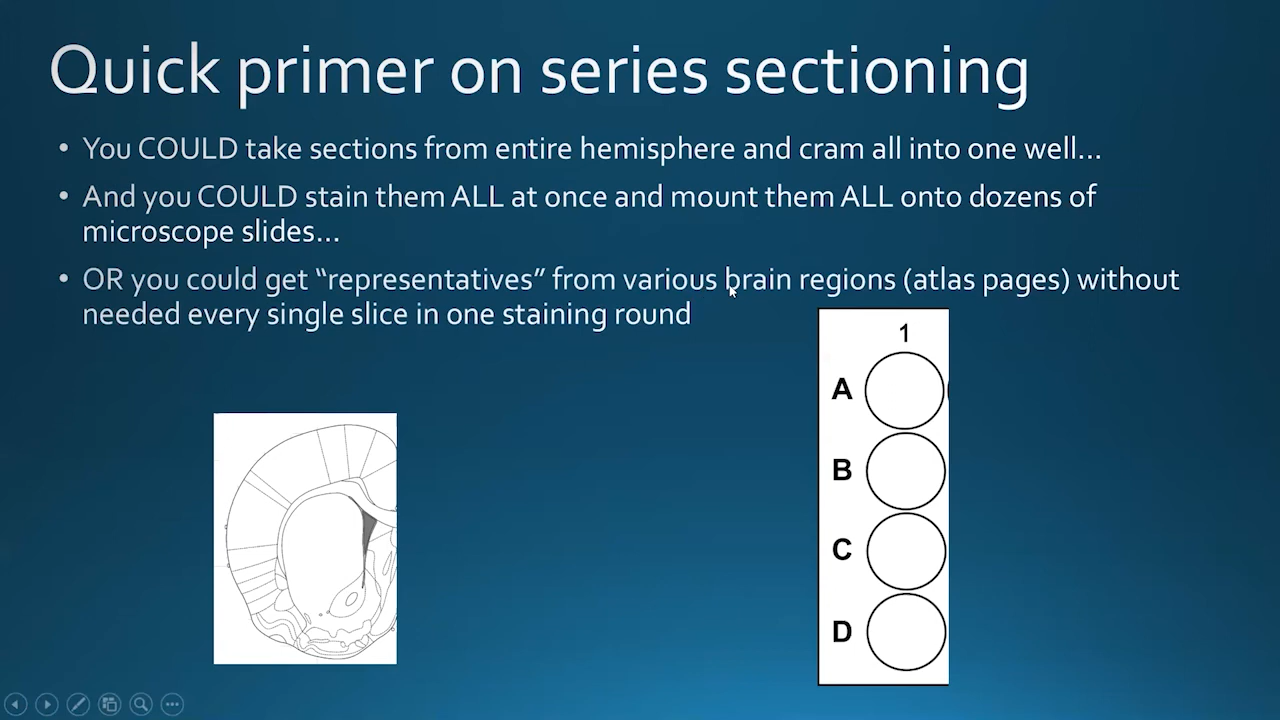 Quick primer on series sectioning
• You COULD take sections from entire hemisphere and cram all into one well...
• And you COULD stain them ALL at once and mount them ALL onto dozens of
microscope slides...
• OR you could get “representatives” from various brain regions (atlas pages) without
needed every single slice in one staining round
1
A
B
C
D